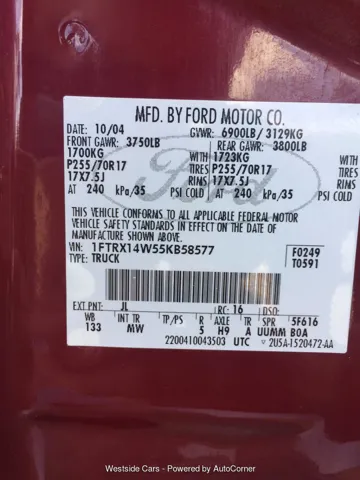 MFD. BY FORD MOTOR CO.
DATE: 10/04 GVWR: 6900LB/ 3129KG
FRONT GAWR: 3750LB REAR GAWR: 3800LB
1700KG WITH 1723KG WITH
P255/70R17 TIRES P255/70R17 TIRES
17X7.5J RIMS 17X7.5J RIMS
AT 240 kPa/35 PSI COLD AT 240 kPa/35 PSI COLD
THIS VEHICLE CONFORMS TO ALL APPLICABLE FEDERAL MOTOR
VEHICLE SAFETY STANDARDS IN EFFECT ON THE DATE OF
MANUFACTURE SHOWN ABOVE.
VIN: 1FTRX14W55KB58577 F0249
TYPE: TRUCK T0591
EXT PNT: JL RC: 16 DSO:
WB INT TR TP/PS R AXLE TR SPR 5F616
133 MW 5 H9 A UUMM B0A
2200410043503 UTC 2U5A-1520472-AA
Ford
Westside Cars - Powered by AutoCorner